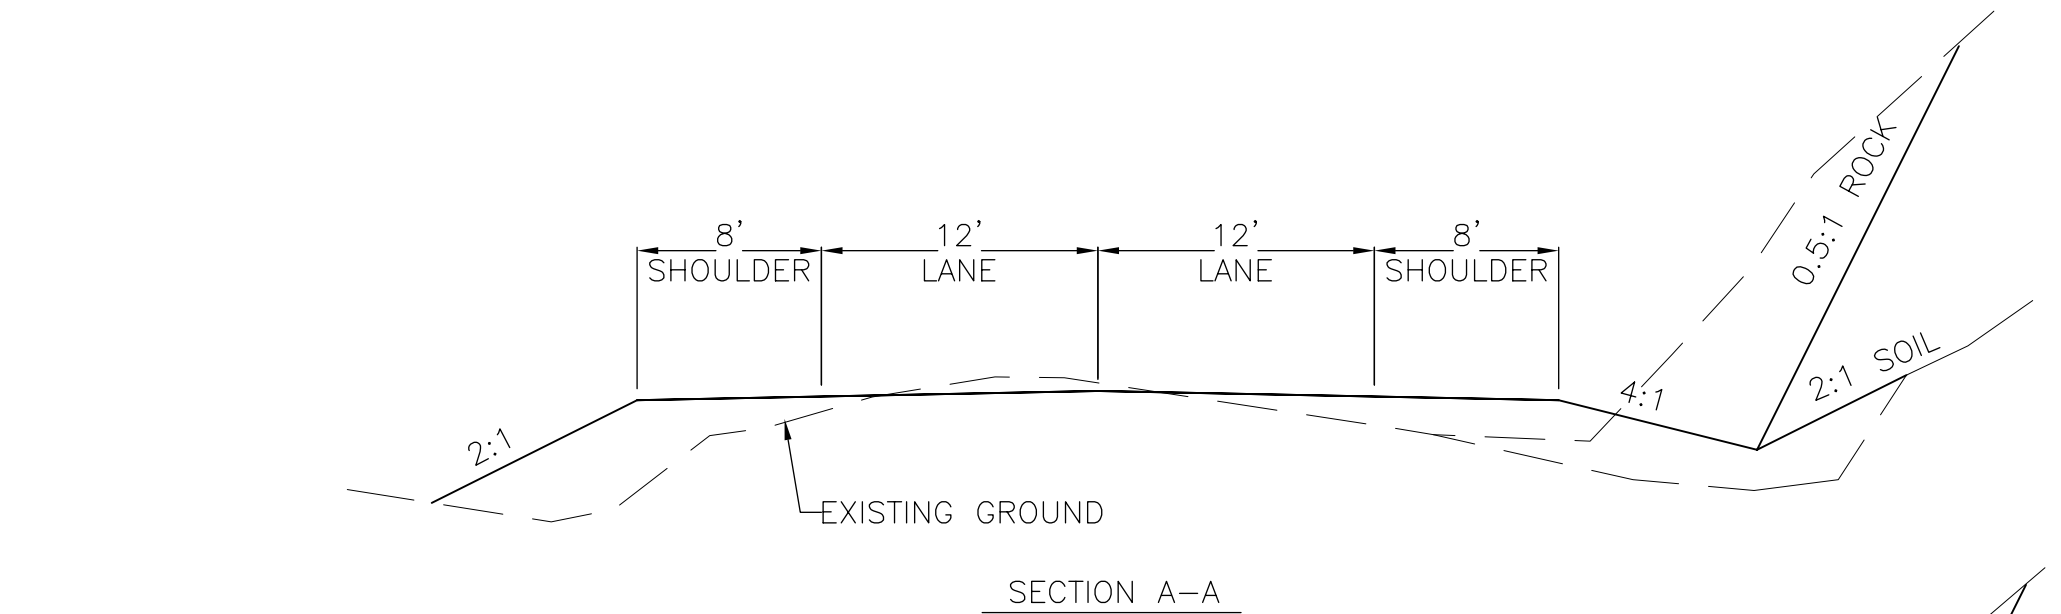 8' 12' 12' 8'
SHOULDER LANE LANE SHOULDER
0.5:1 ROCK
2:1 SOIL
4:1
2:1
EXISTING GROUND
SECTION A-A